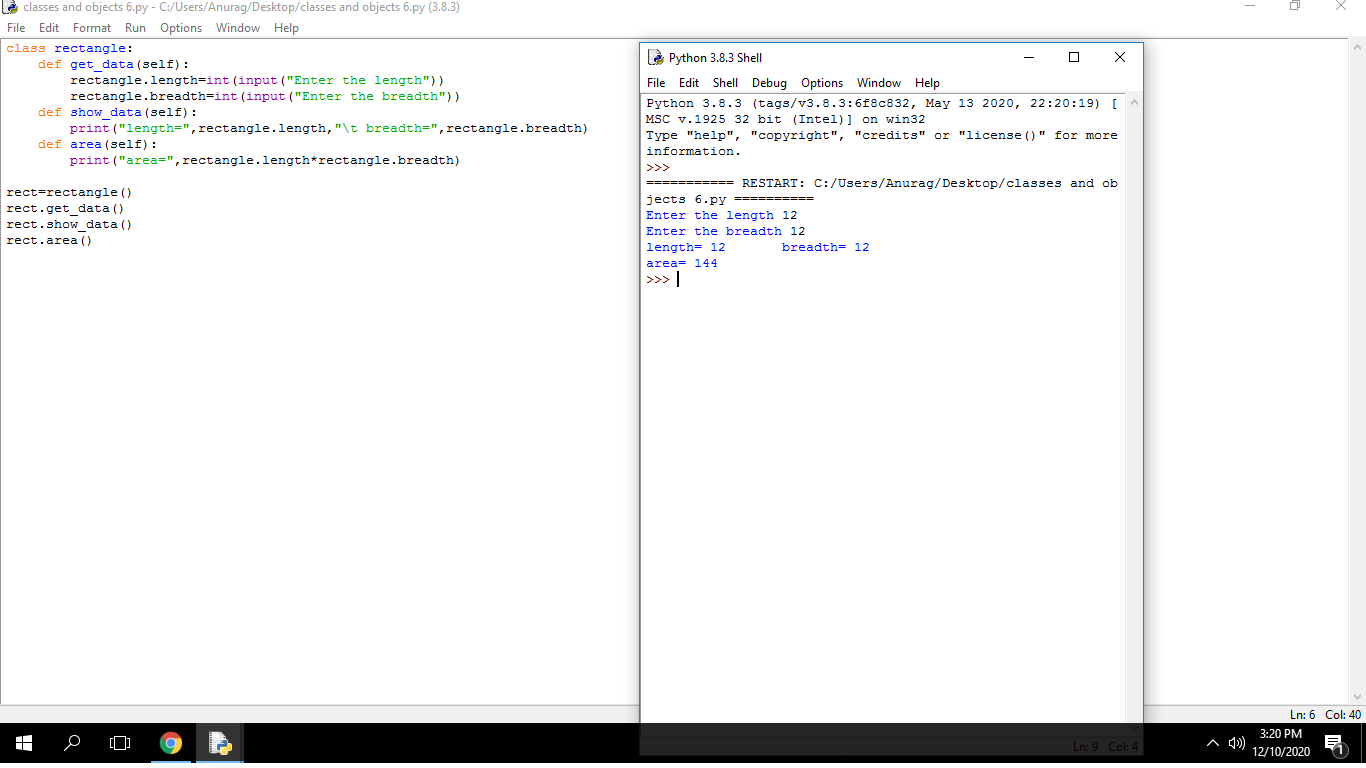 classes and objects 6.py - C:/Users/Anurag/Desktop/classes and objects 6.py (3.8.3)
File Edit Format Run Options Window Help
class rectangle:
    def get_data(self):
        rectangle.length=int(input("Enter the length"))
        rectangle.breadth=int(input("Enter the breadth"))
    def show_data(self):
        print("length=",rectangle.length,"\t breadth=",rectangle.breadth)
    def area(self):
        print("area=",rectangle.length*rectangle.breadth)
rect=rectangle()
rect.get_data()
rect.show_data()
rect.area()
Python 3.8.3 Shell
File Edit Shell Debug Options Window Help
Python 3.8.3 (tags/v3.8.3:6f8c832, May 13 2020, 22:20:19) [
MSC v.1925 32 bit (Intel)] on win32
Type "help", "copyright", "credits" or "license()" for more
information.
>>>
=========== RESTART: C:/Users/Anurag/Desktop/classes and ob
jects 6.py ==========
Enter the length 12
Enter the breadth 12
length= 12       breadth= 12
area= 144
>>>
Ln: 9 Col: 4
Ln: 6 Col: 40
3:20 PM
12/10/2020
1